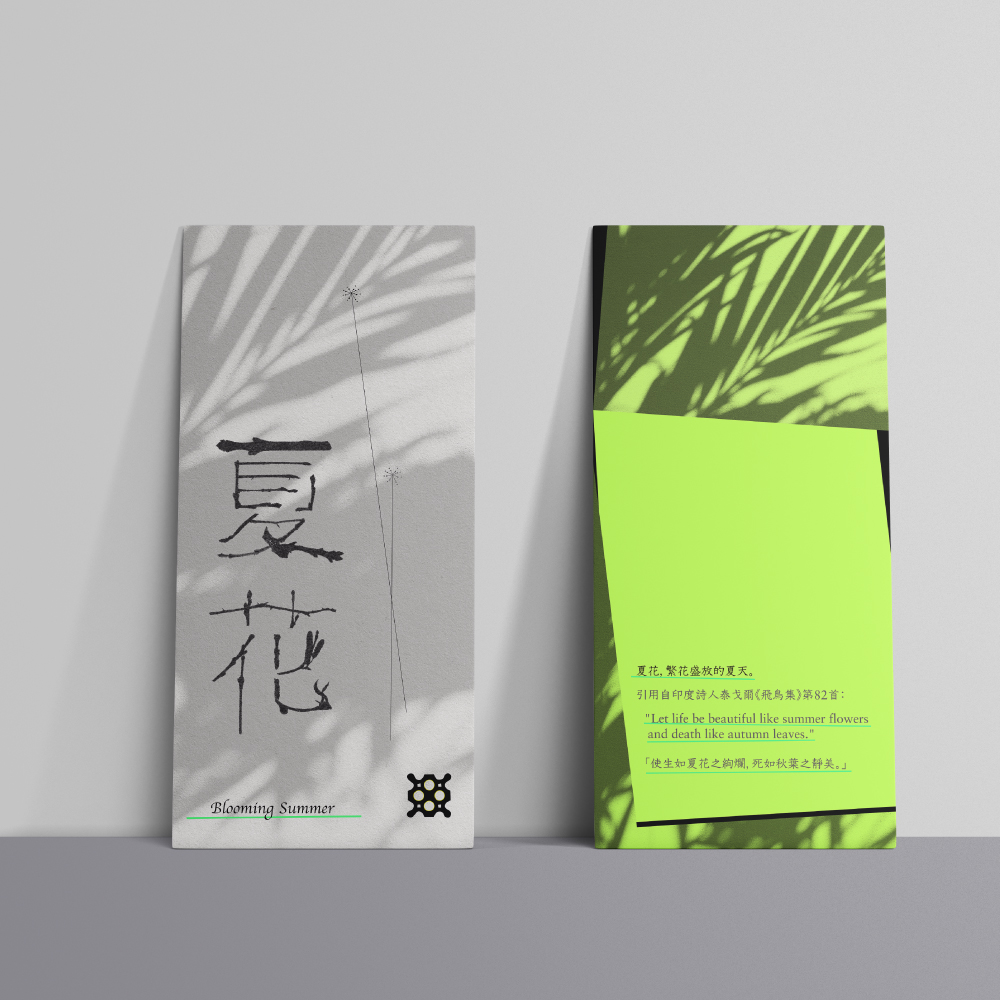 夏
花
Blooming Summer
夏花,繁花盛放的夏天。
引用自印度詩人泰戈爾《飛鳥集》第82首：
"Let life be beautiful like summer flowers
and death like autumn leaves."
「使生如夏花之絢爛,死如秋葉之靜美。」